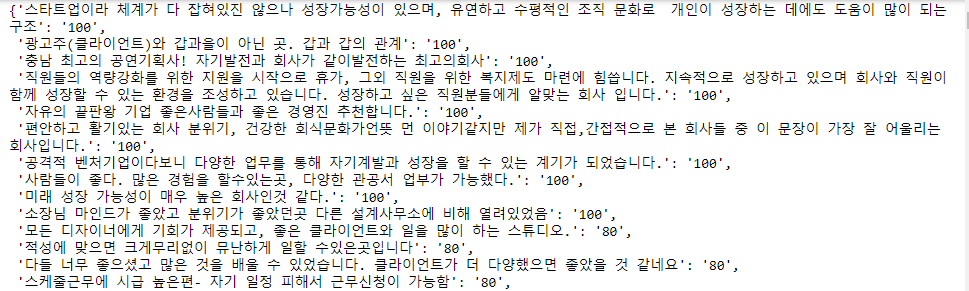 {'스타트업이라 체계가 다 잡혀있진 않으나 성장가능성이 있으며, 유연하고 수평적인 조직 문화로  개인이 성장하는 데에도 도움이 많이 되는
구조': '100',
'광고주(클라이언트)와 갑과을이 아닌 곳. 갑과 갑의 관계': '100',
'충남 최고의 공연기획사! 자기발전과 회사가 같이발전하는 최고의회사': '100',
'직원들의 역량강화를 위한 지원을 시작으로 휴가, 그외 직원을 위한 복지제도 마련에 힘씁니다. 지속적으로 성장하고 있으며 회사와 직원이
함께 성장할 수 있는 환경을 조성하고 있습니다. 성장하고 싶은 직원분들에게 알맞는 회사 입니다.': '100',
'자유의 끝판왕 기업 좋은사람들과 좋은 경영진 추천합니다.': '100',
'편안하고 활기있는 회사 분위기, 건강한 회식문화가언뜻 먼 이야기같지만 제가 직접,간접적으로 본 회사들 중 이 문장이 가장 잘 어울리는
회사입니다.': '100',
'공격적 벤처기업이다보니 다양한 업무를 통해 자기계발과 성장을 할 수 있는 계기가 되었습니다.': '100',
'사람들이 좋다. 많은 경험을 할수있는곳, 다양한 관공서 업부가 가능했다.': '100',
'미래 성장 가능성이 매우 높은 회사인것 같다.': '100',
'소장님 마인드가 좋았고 분위기가 좋았던곳 다른 설계사무소에 비해 열려있었음': '100',
'모든 디자이너에게 기회가 제공되고, 좋은 클라이언트와 일을 많이 하는 스튜디오.': '80',
'적성에 맞으면 크게무리없이 뮤난하게 일할 수있은곳입니다': '80',
'다들 너무 좋으셨고 많은 것을 배울 수 있었습니다. 클라이언트가 더 다양했으면 좋았을 것 같네요': '80',
'스케줄근무에 시급 높은편- 자기 일정 피해서 근무신청이 가능함': '80',